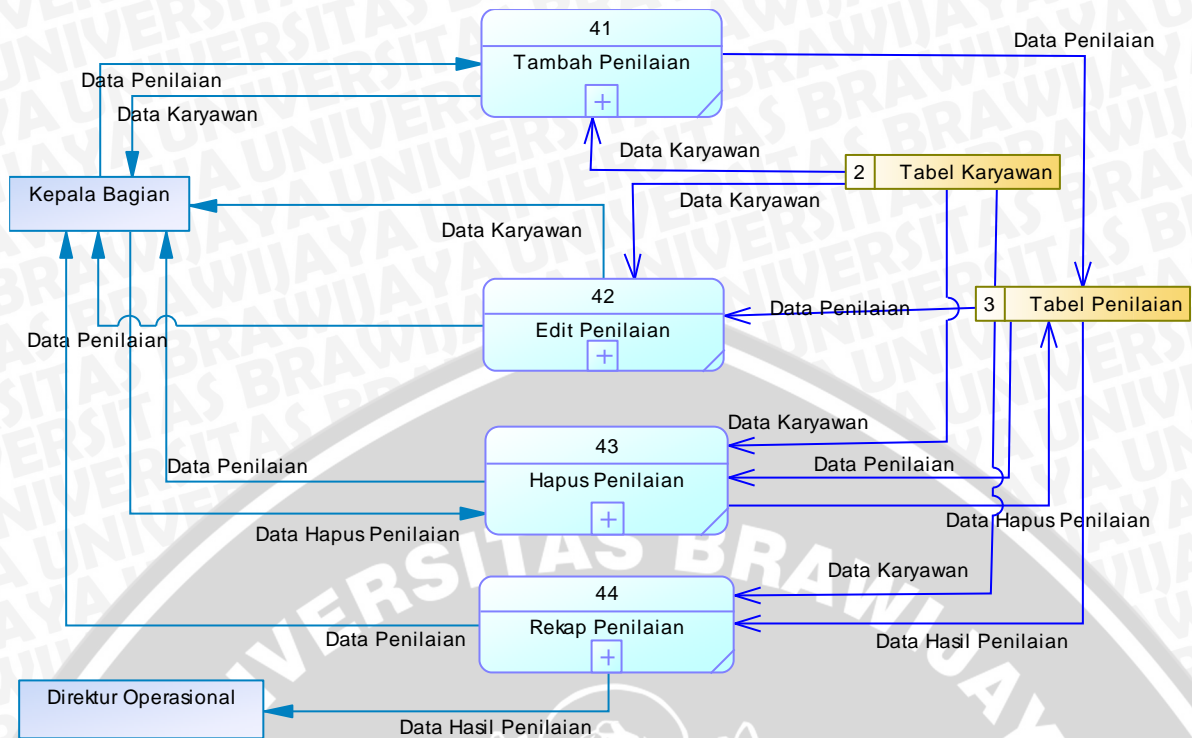 41
Tambah Penilaian
Data Penilaian
Data Penilaian
Data Karyawan
Data Karyawan
2 Tabel Karyawan
Kepala Bagian
Data Karyawan
Data Karyawan
42
Edit Penilaian
Data Penilaian
3 Tabel Penilaian
Data Penilaian
Data Karyawan
43
Hapus Penilaian
Data Penilaian
Data Penilaian
Data Hapus Penilaian
Data Hapus Penilaian
Data Karyawan
44
Rekap Penilaian
Data Penilaian
Data Hasil Penilaian
Direktur Operasional
Data Hasil Penilaian
UNIVERSITAS BRAWIJAYA